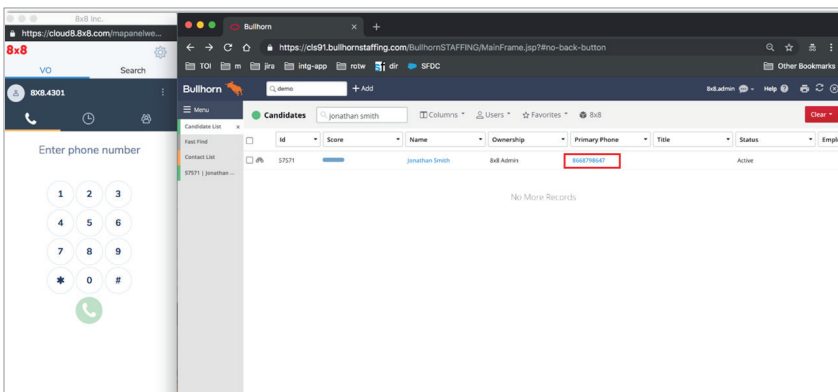 8x8 Inc.
https://cloud8.8x8.com/mapanelwe...
8x8
VO Search
8X8.4301
Enter phone number
1 2 3
4 5 6
7 8 9
* 0 #
Bullhorn × +
https://cls91.bullhornstaffing.com/BullhornSTAFFING/MainFrame.jsp?#no-back-button
TOI m jira intg-app rotw dir SFDC Other Bookmarks
Bullhorn demo + Add 8x8.admin Help
Menu
Candidate List ×
Fast Find
Contact List
57571 | Jonathan ...
Candidates jonathan smith Columns Users Favorites 8x8 Clear
Id Score Name Ownership Primary Phone Title Status Emplo
57571 Jonathan Smith 8x8 Admin 8668798647 Active
No More Records